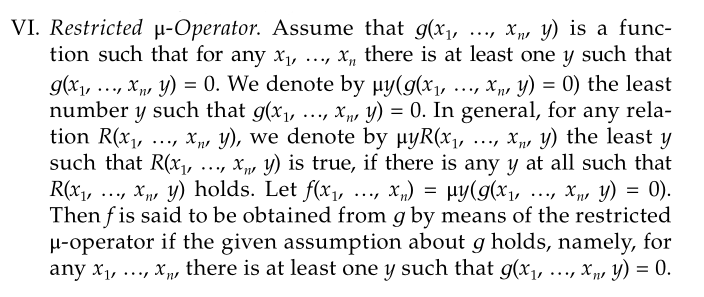 VI. Restricted μ-Operator. Assume that g(x₁, …, xₙ, y) is a func-
tion such that for any x₁, …, xₙ there is at least one y such that
g(x₁, …, xₙ, y) = 0. We denote by μy(g(x₁, …, xₙ, y) = 0) the least
number y such that g(x₁, …, xₙ, y) = 0. In general, for any rela-
tion R(x₁, …, xₙ, y), we denote by μyR(x₁, …, xₙ, y) the least y
such that R(x₁, …, xₙ, y) is true, if there is any y at all such that
R(x₁, …, xₙ, y) holds. Let f(x₁, …, xₙ) = μy(g(x₁, …, xₙ, y) = 0).
Then f is said to be obtained from g by means of the restricted
μ-operator if the given assumption about g holds, namely, for
any x₁, …, xₙ, there is at least one y such that g(x₁, …, xₙ, y) = 0.